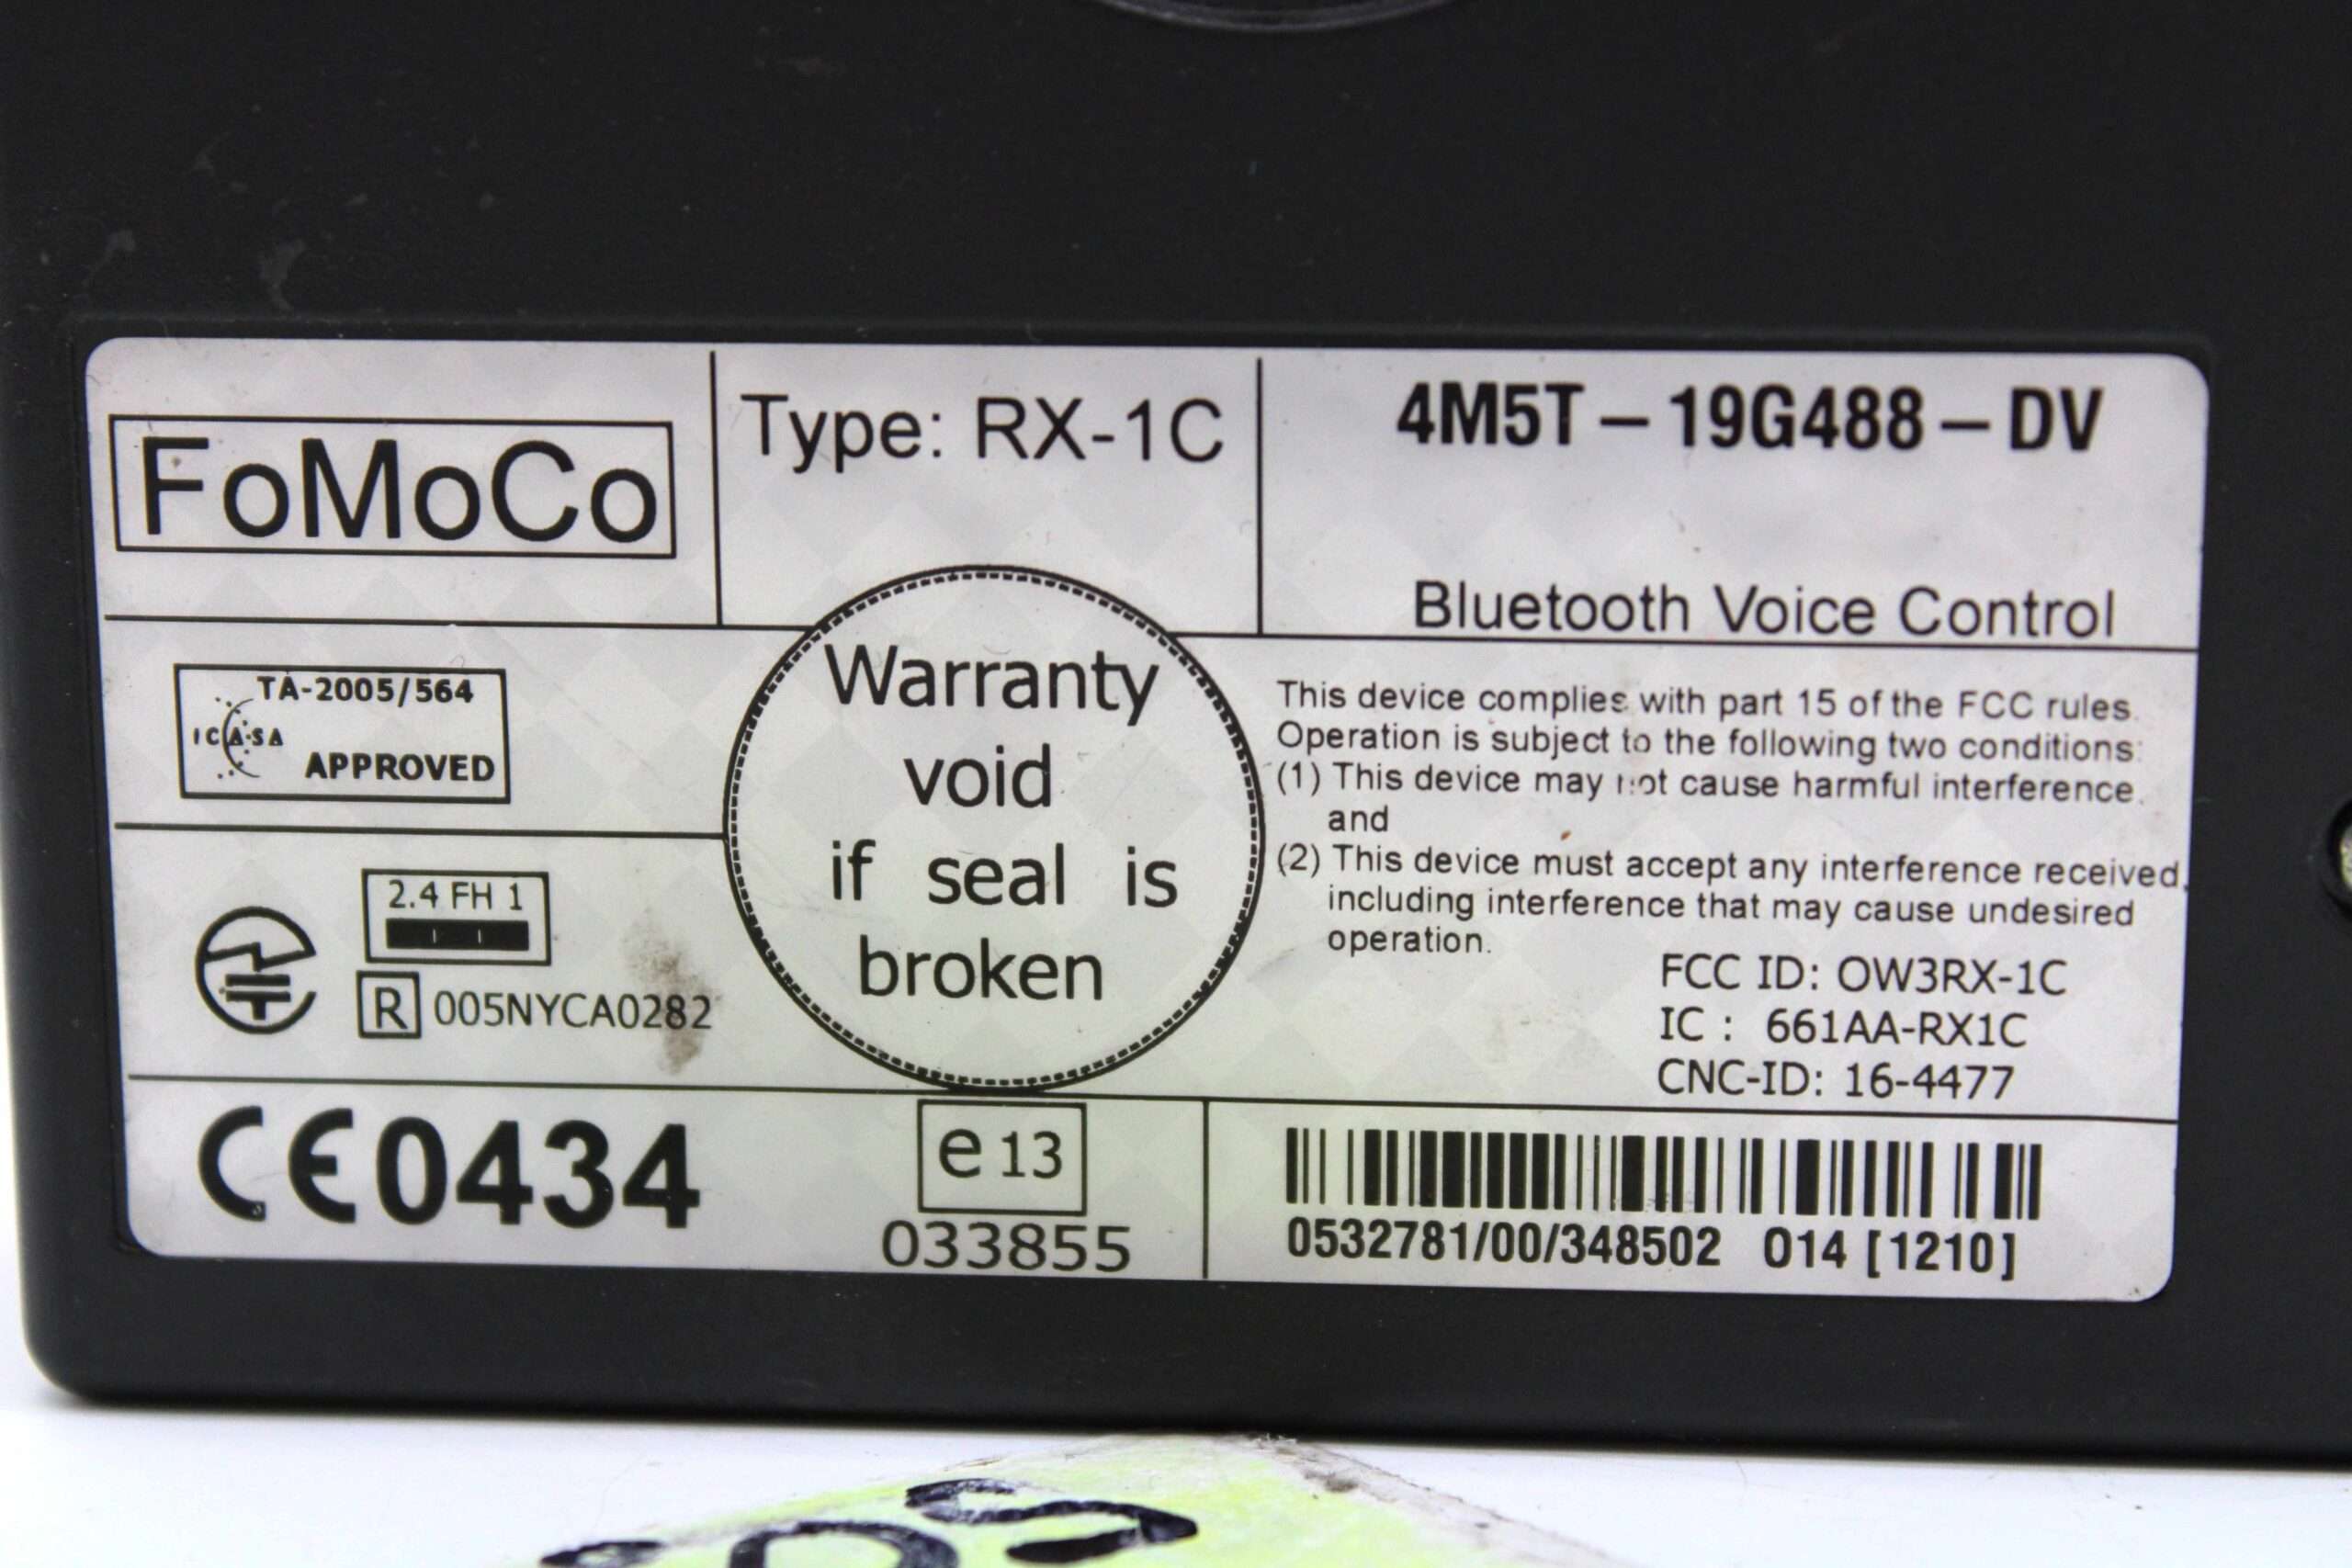 FoMoCo
Type: RX-1C
4M5T-19G488-DV
Bluetooth Voice Control
TA-2005/564
ICASA
APPROVED
2.4 FH 1
R 005NYCA0282
Warranty
void
if seal is
broken
This device complies with part 15 of the FCC rules.
Operation is subject to the following two conditions:
(1) This device may not cause harmful interference.
and
(2) This device must accept any interference received,
including interference that may cause undesired
operation.
FCC ID: OW3RX-1C
IC : 661AA-RX1C
CNC-ID: 16-4477
CE0434
e13
033855
0532781/00/348502 014 [1210]